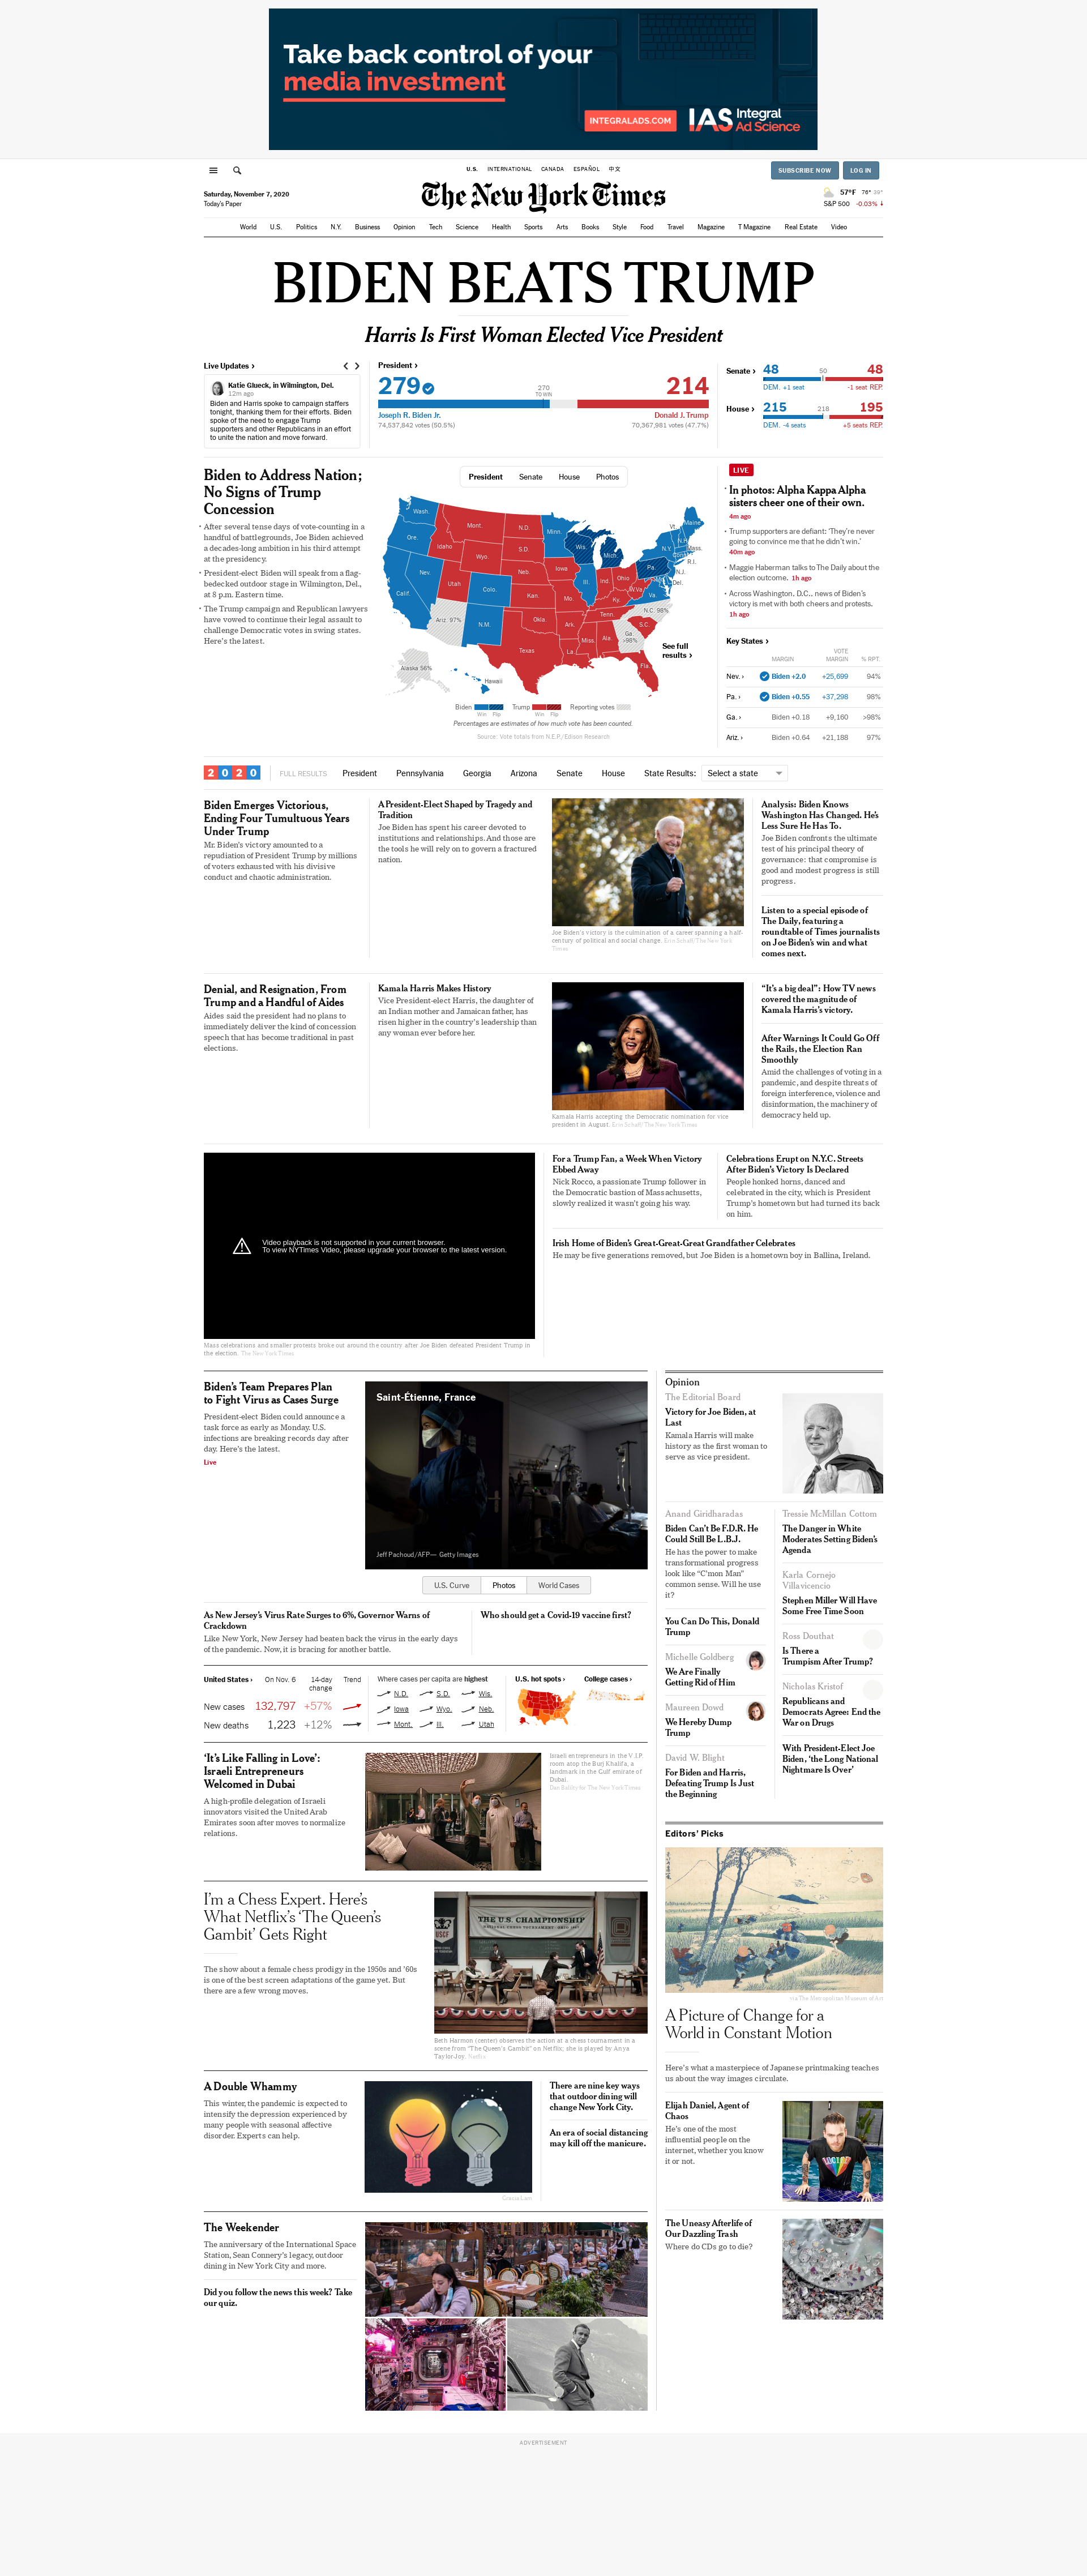 Take back control of your
media investment
INTEGRALADS.COM
IAS Integral
Ad Science
U.S. INTERNATIONAL CANADA ESPAÑOL 中文
SUBSCRIBE NOW LOG IN
Saturday, November 7, 2020
Today's Paper
The New York Times
57°F 76° 39°
S&P 500 -0.03% ↓
World U.S. Politics N.Y. Business Opinion Tech Science Health Sports Arts Books Style Food Travel Magazine T Magazine Real Estate Video
BIDEN BEATS TRUMP
Harris Is First Woman Elected Vice President
Live Updates ›
Katie Glueck, in Wilmington, Del.
12m ago
Biden and Harris spoke to campaign staffers
tonight, thanking them for their efforts. Biden
spoke of the need to engage Trump
supporters and other Republicans in an effort
to unite the nation and move forward.
President ›
279 270 214
TO WIN
Joseph R. Biden Jr. Donald J. Trump
74,537,842 votes (50.5%) 70,367,981 votes (47.7%)
Senate › 48 50 48
DEM. +1 seat -1 seat REP.
House › 215 218 195
DEM. -4 seats +5 seats REP.
Biden to Address Nation;
No Signs of Trump
Concession
• After several tense days of vote-counting in a
handful of battlegrounds, Joe Biden achieved
a decades-long ambition in his third attempt
at the presidency.
• President-elect Biden will speak from a flag-
bedecked outdoor stage in Wilmington, Del.,
at 8 p.m. Eastern time.
• The Trump campaign and Republican lawyers
have vowed to continue their legal assault to
challenge Democratic votes in swing states.
Here's the latest.
President Senate House Photos
Wash.
Ore.
Calif.
Nev.
Idaho
Mont.
Wyo.
Utah
Colo.
Ariz. 97%
N.M.
N.D.
S.D.
Neb.
Kan.
Okla.
Texas
Minn.
Iowa
Mo.
Ark.
La.
Wis.
Ill.
Mich.
Ind.
Ohio
Ky.
Tenn.
Miss.
Ala.
Ga.
>98%
Fla.
S.C.
N.C. 98%
Va.
W.Va.
Pa.
N.Y.
Vt.
N.H.
Maine
Mass.
Conn.
R.I.
N.J.
Del.
Alaska 56%
Hawaii
See full
results ›
Biden Trump Reporting votes
Win Flip Win Flip
Percentages are estimates of how much vote has been counted.
Source: Vote totals from N.E.P./Edison Research
LIVE
• In photos: Alpha Kappa Alpha
sisters cheer one of their own.
4m ago
• Trump supporters are defiant: 'They're never
going to convince me that he didn't win.'
40m ago
• Maggie Haberman talks to The Daily about the
election outcome. 1h ago
• Across Washington, D.C., news of Biden's
victory is met with both cheers and protests.
1h ago
Key States ›
VOTE
MARGIN MARGIN % RPT.
Nev. › Biden +2.0 +25,699 94%
Pa. › Biden +0.55 +37,298 98%
Ga. › Biden +0.18 +9,160 >98%
Ariz. › Biden +0.64 +21,188 97%
2020 FULL RESULTS President Pennsylvania Georgia Arizona Senate House State Results: Select a state
Biden Emerges Victorious,
Ending Four Tumultuous Years
Under Trump
Mr. Biden's victory amounted to a
repudiation of President Trump by millions
of voters exhausted with his divisive
conduct and chaotic administration.
A President-Elect Shaped by Tragedy and
Tradition
Joe Biden has spent his career devoted to
institutions and relationships. And those are
the tools he will rely on to govern a fractured
nation.
Joe Biden's victory is the culmination of a career spanning a half-
century of political and social change. Erin Schaff/The New York
Times
Analysis: Biden Knows
Washington Has Changed. He's
Less Sure He Has To.
Joe Biden confronts the ultimate
test of his principal theory of
governance: that compromise is
good and modest progress is still
progress.
Listen to a special episode of
The Daily, featuring a
roundtable of Times journalists
on Joe Biden's win and what
comes next.
Denial, and Resignation, From
Trump and a Handful of Aides
Aides said the president had no plans to
immediately deliver the kind of concession
speech that has become traditional in past
elections.
Kamala Harris Makes History
Vice President-elect Harris, the daughter of
an Indian mother and Jamaican father, has
risen higher in the country's leadership than
any woman ever before her.
Kamala Harris accepting the Democratic nomination for vice
president in August. Erin Schaff/The New York Times
“It's a big deal”: How TV news
covered the magnitude of
Kamala Harris's victory.
After Warnings It Could Go Off
the Rails, the Election Ran
Smoothly
Amid the challenges of voting in a
pandemic, and despite threats of
foreign interference, violence and
disinformation, the machinery of
democracy held up.
Video playback is not supported in your current browser.
To view NYTimes Video, please upgrade your browser to the latest version.
Mass celebrations and smaller protests broke out around the country after Joe Biden defeated President Trump in
the election. The New York Times
For a Trump Fan, a Week When Victory
Ebbed Away
Nick Rocco, a passionate Trump follower in
the Democratic bastion of Massachusetts,
slowly realized it wasn't going his way.
Celebrations Erupt on N.Y.C. Streets
After Biden's Victory Is Declared
People honked horns, danced and
celebrated in the city, which is President
Trump's hometown but had turned its back
on him.
Irish Home of Biden's Great-Great-Great Grandfather Celebrates
He may be five generations removed, but Joe Biden is a hometown boy in Ballina, Ireland.
Biden's Team Prepares Plan
to Fight Virus as Cases Surge
President-elect Biden could announce a
task force as early as Monday. U.S.
infections are breaking records day after
day. Here's the latest.
Live
Saint-Étienne, France
Jeff Pachoud/AFP— Getty Images
U.S. Curve Photos World Cases
As New Jersey's Virus Rate Surges to 6%, Governor Warns of
Crackdown
Like New York, New Jersey had beaten back the virus in the early days
of the pandemic. Now, it is bracing for another battle.
Who should get a Covid-19 vaccine first?
United States › On Nov. 6 14-day Trend
change
New cases 132,797 +57%
New deaths 1,223 +12%
Where cases per capita are highest
N.D. S.D. Wis.
Iowa Wyo. Neb.
Mont. Ill. Utah
U.S. hot spots › College cases ›
‘It's Like Falling in Love’:
Israeli Entrepreneurs
Welcomed in Dubai
A high-profile delegation of Israeli
innovators visited the United Arab
Emirates soon after moves to normalize
relations.
Israeli entrepreneurs in the V.I.P.
room atop the Burj Khalifa, a
landmark in the Gulf emirate of
Dubai.
Dan Balilty for The New York Times
I'm a Chess Expert. Here's
What Netflix's ‘The Queen's
Gambit’ Gets Right
The show about a female chess prodigy in the 1950s and '60s
is one of the best screen adaptations of the game yet. But
there are a few wrong moves.
THE U.S. CHAMPIONSHIP
USCF
Beth Harmon (center) observes the action at a chess tournament in a
scene from “The Queen's Gambit” on Netflix; she is played by Anya
Taylor-Joy. Netflix
A Double Whammy
This winter, the pandemic is expected to
intensify the depression experienced by
many people with seasonal affective
disorder. Experts can help.
Gracia Lam
There are nine key ways
that outdoor dining will
change New York City.
An era of social distancing
may kill off the manicure.
The Weekender
The anniversary of the International Space
Station, Sean Connery's legacy, outdoor
dining in New York City and more.
Did you follow the news this week? Take
our quiz.
Opinion
The Editorial Board
Victory for Joe Biden, at
Last
Kamala Harris will make
history as the first woman to
serve as vice president.
Anand Giridharadas
Biden Can't Be F.D.R. He
Could Still Be L.B.J.
He has the power to make
transformational progress
look like “C'mon Man”
common sense. Will he use
it?
You Can Do This, Donald
Trump
Michelle Goldberg
We Are Finally
Getting Rid of Him
Maureen Dowd
We Hereby Dump
Trump
David W. Blight
For Biden and Harris,
Defeating Trump Is Just
the Beginning
Tressie McMillan Cottom
The Danger in White
Moderates Setting Biden's
Agenda
Karla Cornejo
Villavicencio
Stephen Miller Will Have
Some Free Time Soon
Ross Douthat
Is There a
Trumpism After Trump?
Nicholas Kristof
Republicans and
Democrats Agree: End the
War on Drugs
With President-Elect Joe
Biden, ‘the Long National
Nightmare Is Over’
Editors' Picks
via The Metropolitan Museum of Art
A Picture of Change for a
World in Constant Motion
Here's what a masterpiece of Japanese printmaking teaches
us about the way images circulate.
Elijah Daniel, Agent of
Chaos
He's one of the most
influential people on the
internet, whether you know
it or not.
The Uneasy Afterlife of
Our Dazzling Trash
Where do CDs go to die?
ADVERTISEMENT